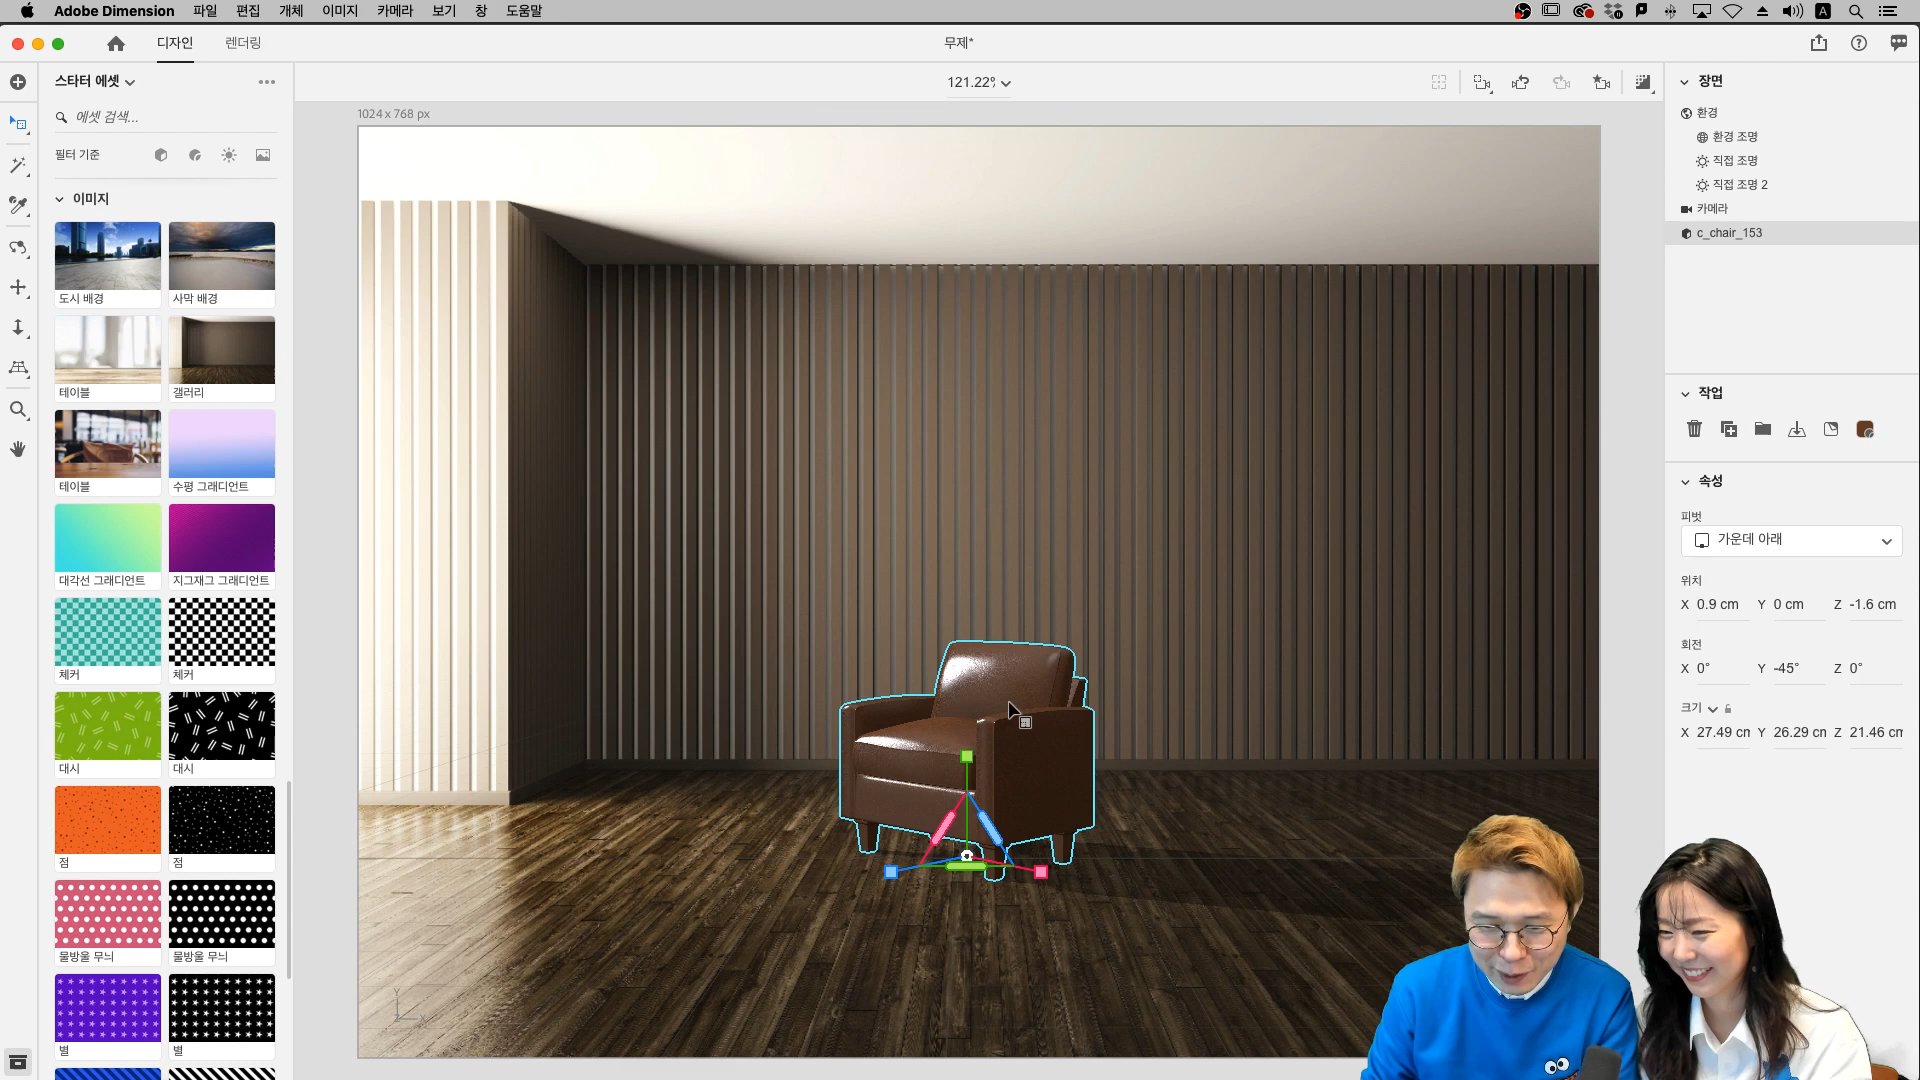 Adobe Dimension 파일 편집 개체 이미지 카메라 보기 창 도움말
디자인 렌더링
무제*
스타터 에셋
121.22%
에셋 검색...
필터 기준
이미지
도시 배경
사막 배경
테이블
갤러리
테이블
수평 그래디언트
대각선 그래디언트
지그재그 그래디언트
체커
체커
대시
대시
점
점
물방울 무늬
물방울 무늬
별
별
1024 x 768 px
장면
환경
환경 조명
직접 조명
직접 조명 2
카메라
c_chair_153
작업
속성
피벗
가운데 아래
위치
X 0.9 cm Y 0 cm Z -1.6 cm
회전
X 0° Y -45° Z 0°
크기
X 27.49 cm Y 26.29 cm Z 21.46 cm